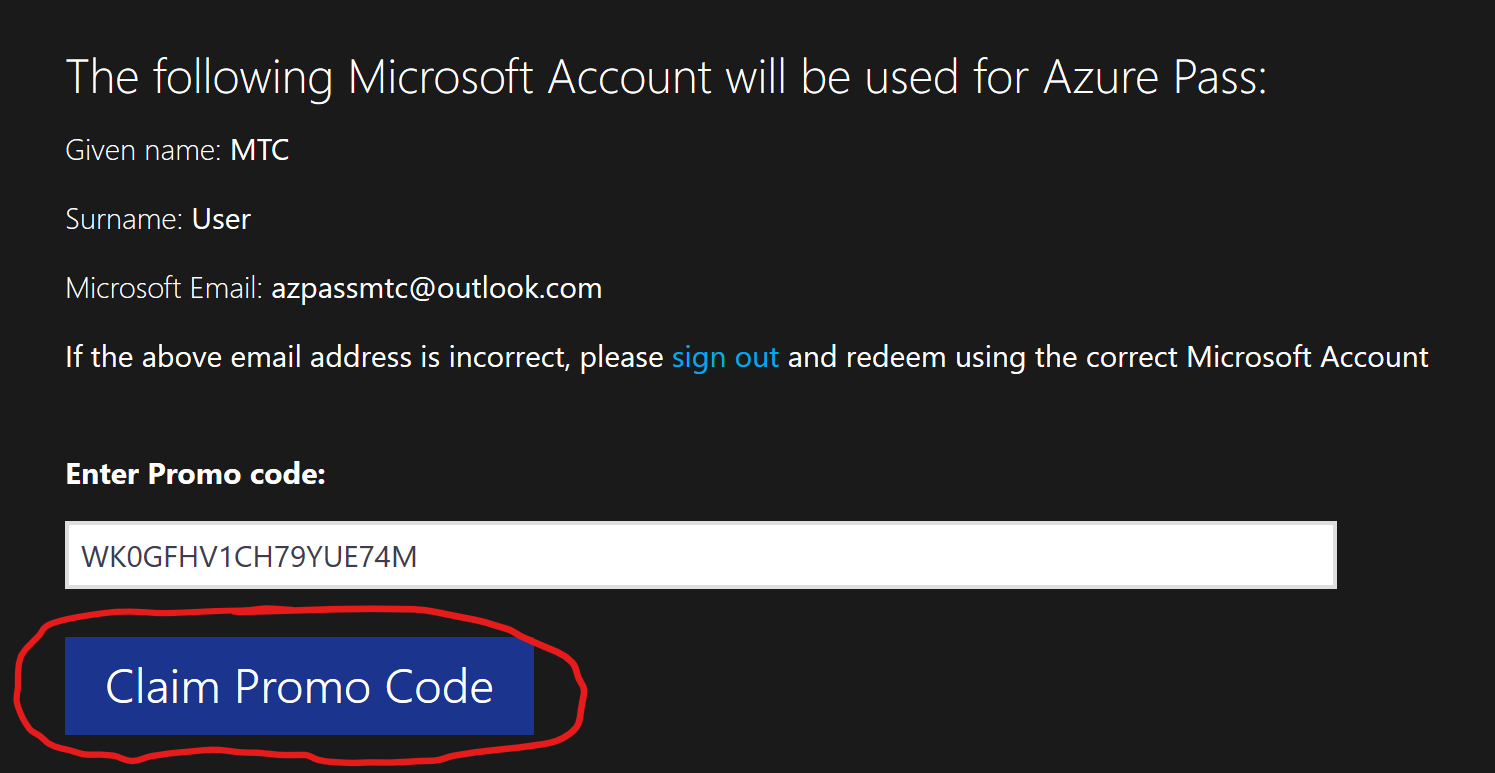 The following Microsoft Account will be used for Azure Pass:
Given name: MTC
Surname: User
Microsoft Email: azpassmtc@outlook.com
If the above email address is incorrect, please sign out and redeem using the correct Microsoft Account
Enter Promo code:
WK0GFHV1CH79YUE74M
Claim Promo Code